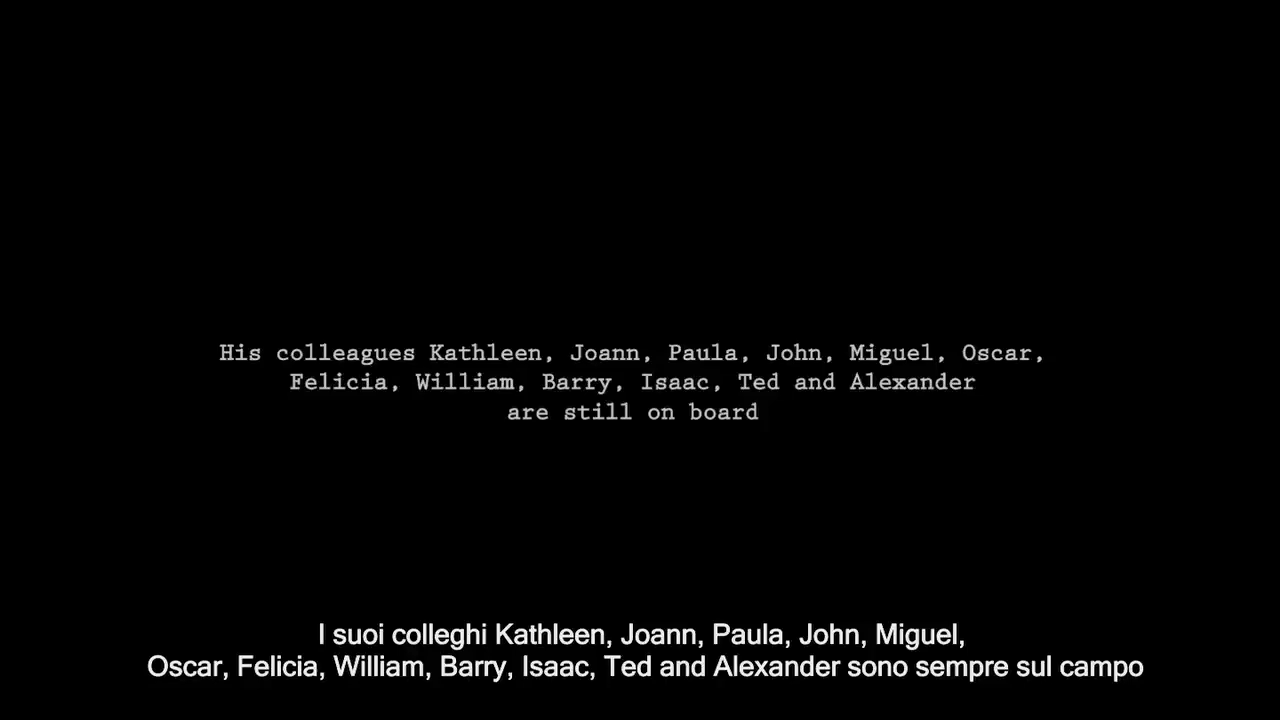 His colleagues Kathleen, Joann, Paula, John, Miguel, Oscar,
Felicia, William, Barry, Isaac, Ted and Alexander
are still on board
I suoi colleghi Kathleen, Joann, Paula, John, Miguel,
Oscar, Felicia, William, Barry, Isaac, Ted and Alexander sono sempre sul campo